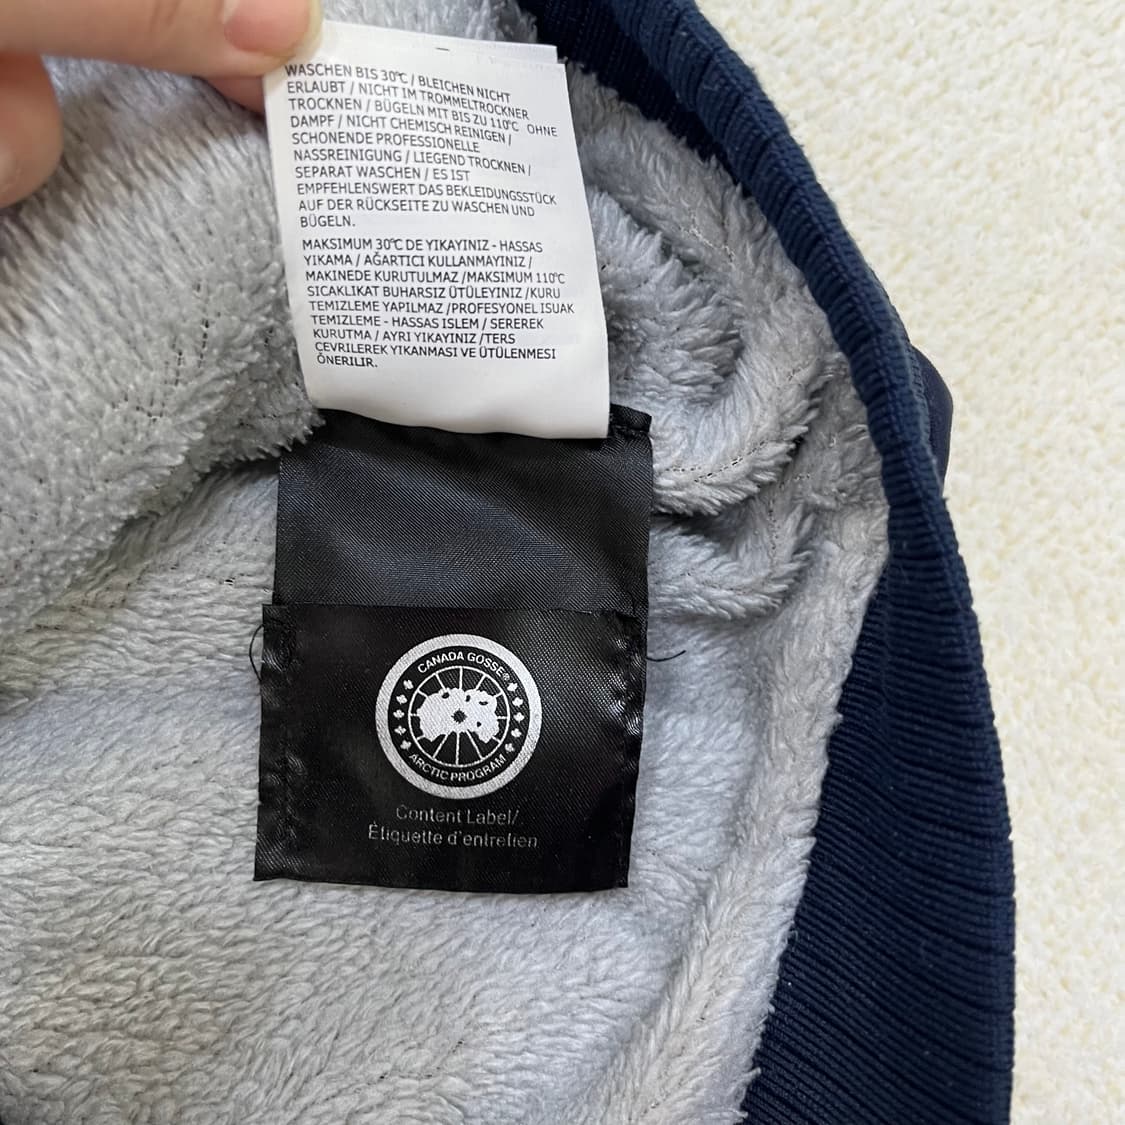 WASCHEN BIS 30°C / BLEICHEN NICHT
ERLAUBT / NICHT IM TROMMELTROCKNER
TROCKNEN / BÜGELN MIT BIS ZU 110°C OHNE
DAMPF / NICHT CHEMISCH REINIGEN /
SCHONENDE PROFESSIONELLE
NASSREINIGUNG / LIEGEND TROCKNEN /
SEPARAT WASCHEN / ES IST
EMPFEHLENSWERT DAS BEKLEIDUNGSSTÜCK
AUF DER RÜCKSEITE ZU WASCHEN UND
BÜGELN.
MAKSIMUM 30°C DE YIKAYINIZ - HASSAS
YIKAMA / AĞARTICI KULLANMAYINIZ /
MAKINEDE KURUTULMAZ /MAKSIMUM 110°C
SICAKLIKAT BUHARSIZ ÜTÜLEYINIZ /KURU
TEMIZLEME YAPILMAZ /PROFESYONEL ISUAK
TEMIZLEME - HASSAS ISLEM / SEREREK
KURUTMA / AYRI YIKAYINIZ /TERS
ÇEVRILEREK YIKANMASI VE ÜTÜLENMESI
ÖNERILIR.
CANADA GOSSE®
ARCTIC PROGRAM
Content Label/
Étiquette d'entretien